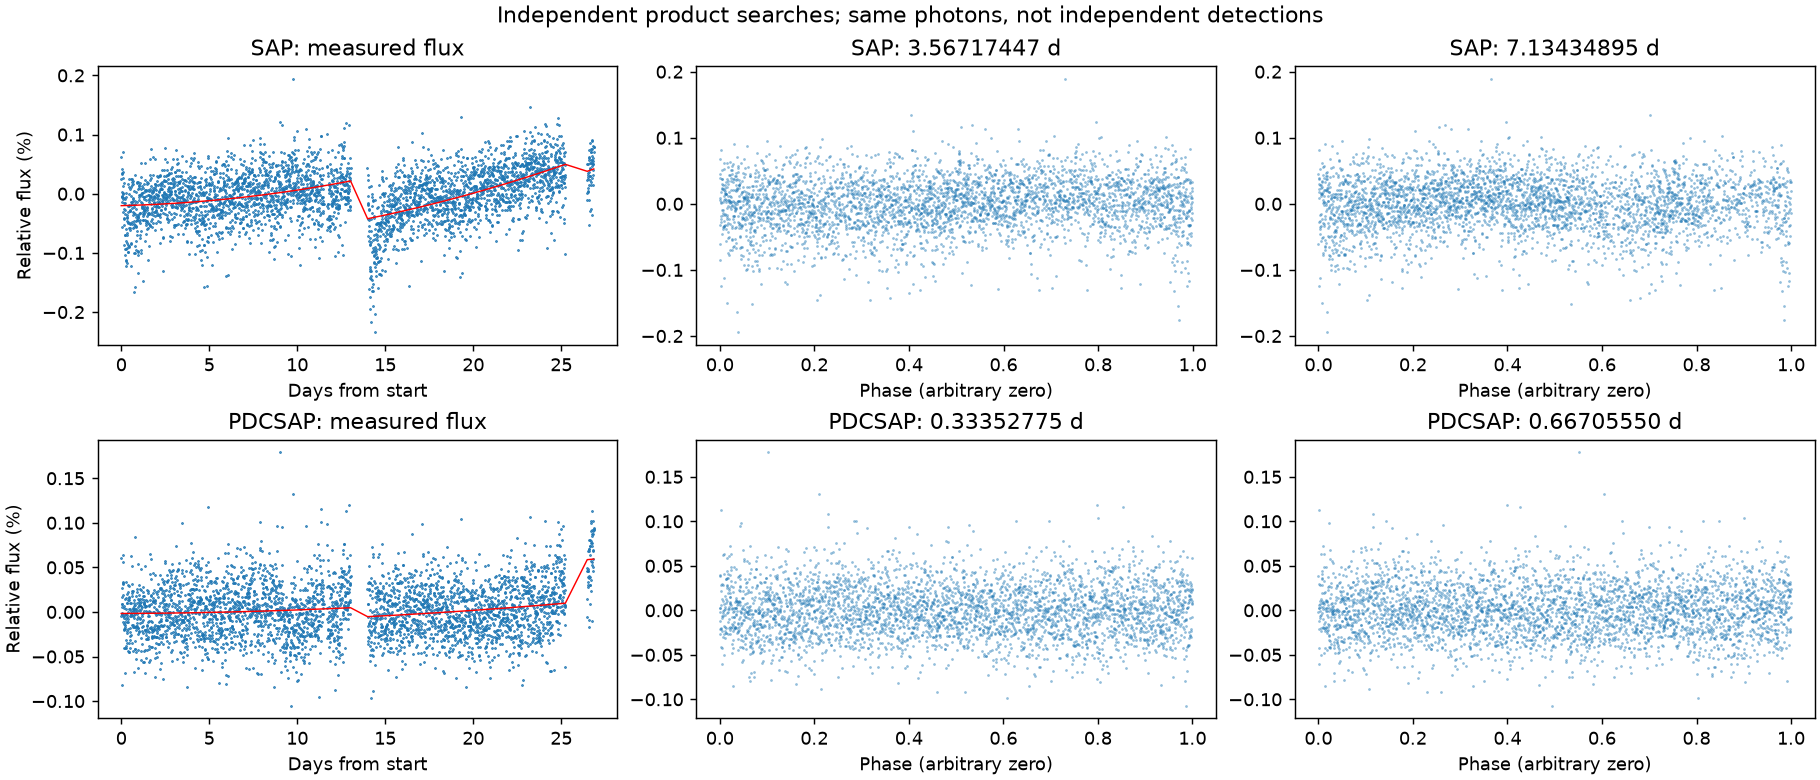 Independent product searches; same photons, not independent detections
SAP: measured flux
Relative flux (%)
0.2
0.1
0.0
−0.1
−0.2
0 5 10 15 20 25
Days from start
SAP: 3.56717447 d
0.2
0.1
0.0
−0.1
−0.2
0.0 0.2 0.4 0.6 0.8 1.0
Phase (arbitrary zero)
SAP: 7.13434895 d
0.2
0.1
0.0
−0.1
−0.2
0.0 0.2 0.4 0.6 0.8 1.0
Phase (arbitrary zero)
PDCSAP: measured flux
Relative flux (%)
0.15
0.10
0.05
0.00
−0.05
−0.10
0 5 10 15 20 25
Days from start
PDCSAP: 0.33352775 d
0.15
0.10
0.05
0.00
−0.05
−0.10
0.0 0.2 0.4 0.6 0.8 1.0
Phase (arbitrary zero)
PDCSAP: 0.66705550 d
0.15
0.10
0.05
0.00
−0.05
−0.10
0.0 0.2 0.4 0.6 0.8 1.0
Phase (arbitrary zero)